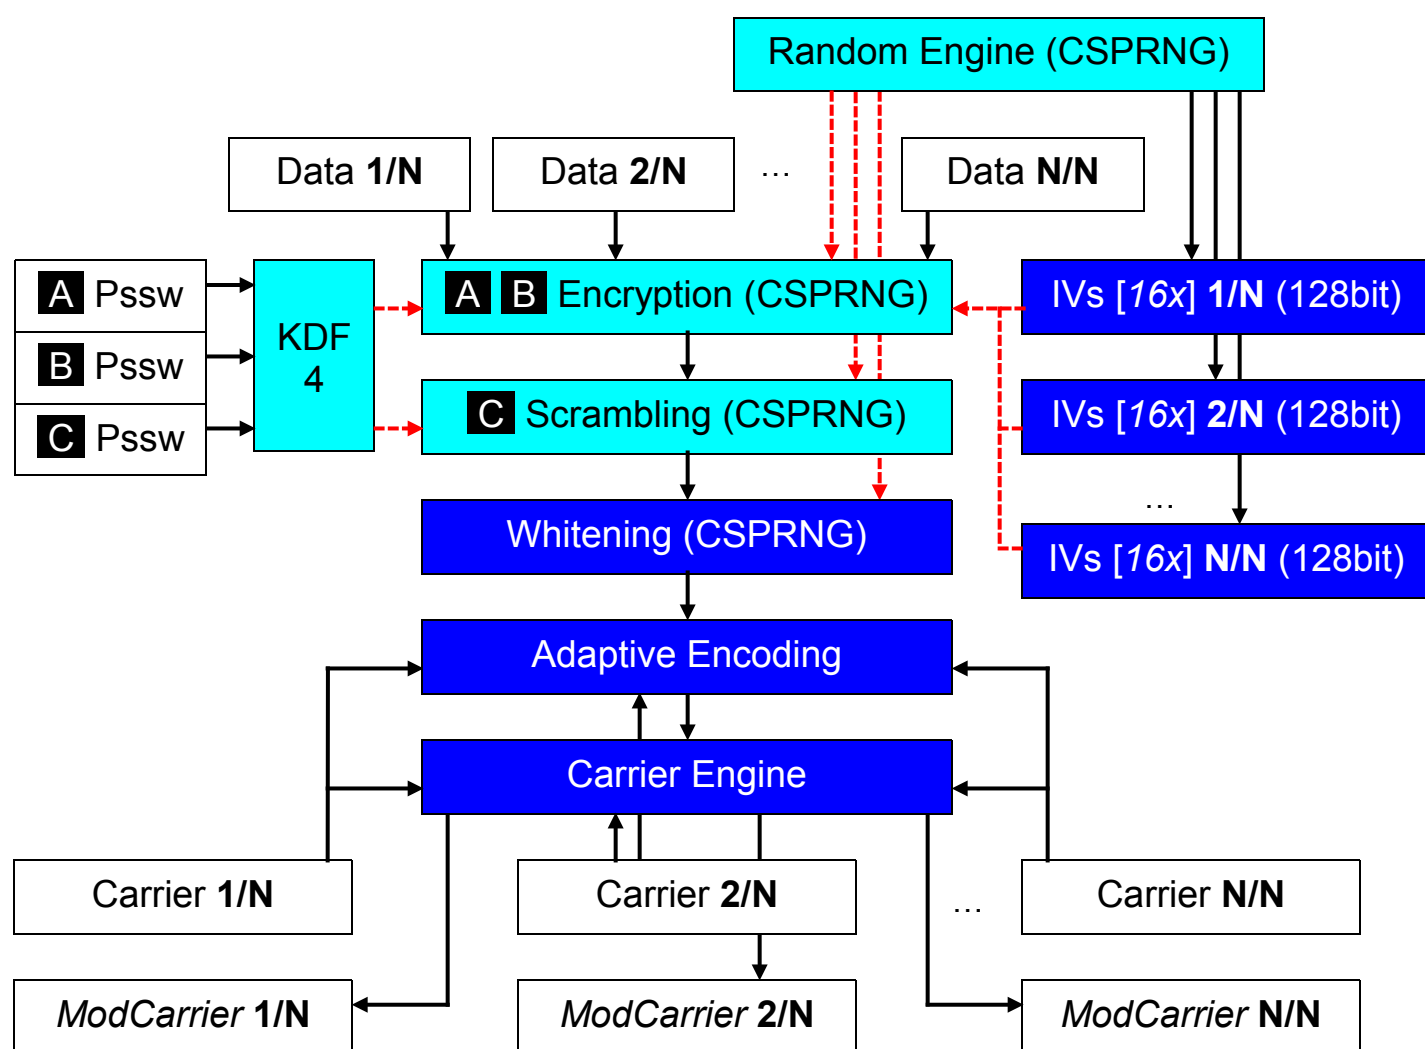 Random Engine (CSPRNG)
Data 1/N
Data 2/N
...
Data N/N
A Pssw
B Pssw
C Pssw
KDF
4
A B Encryption (CSPRNG)
C Scrambling (CSPRNG)
Whitening (CSPRNG)
IVs [16x] 1/N (128bit)
IVs [16x] 2/N (128bit)
...
IVs [16x] N/N (128bit)
Adaptive Encoding
Carrier Engine
Carrier 1/N
Carrier 2/N
...
Carrier N/N
ModCarrier 1/N
ModCarrier 2/N
ModCarrier N/N